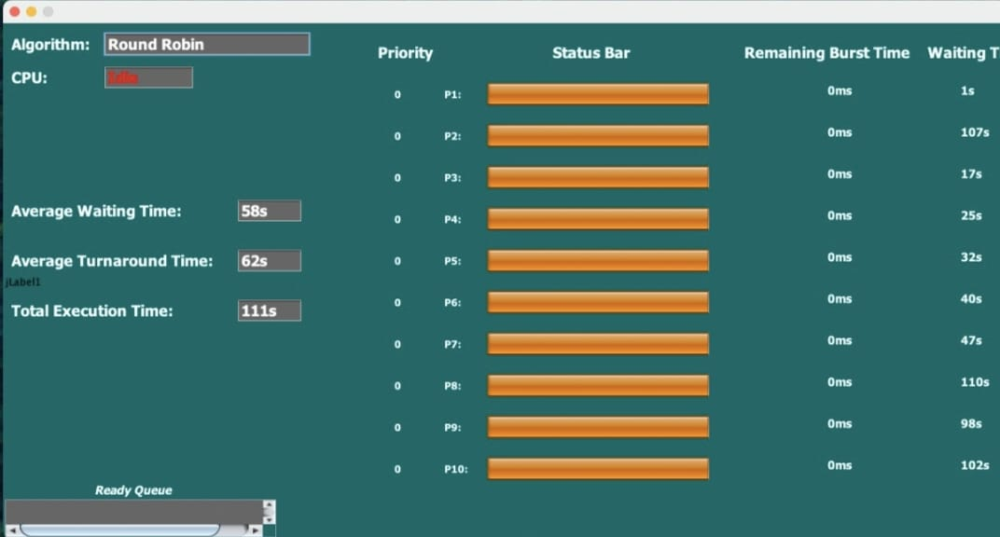 Algorithm: Round Robin
CPU: Idle
Average Waiting Time: 58s
Average Turnaround Time: 62s
jLabel1
Total Execution Time: 111s
Ready Queue
Priority Status Bar Remaining Burst Time Waiting T
0 P1: 0ms 1s
0 P2: 0ms 107s
0 P3: 0ms 17s
0 P4: 0ms 25s
0 P5: 0ms 32s
0 P6: 0ms 40s
0 P7: 0ms 47s
0 P8: 0ms 110s
0 P9: 0ms 98s
0 P10: 0ms 102s